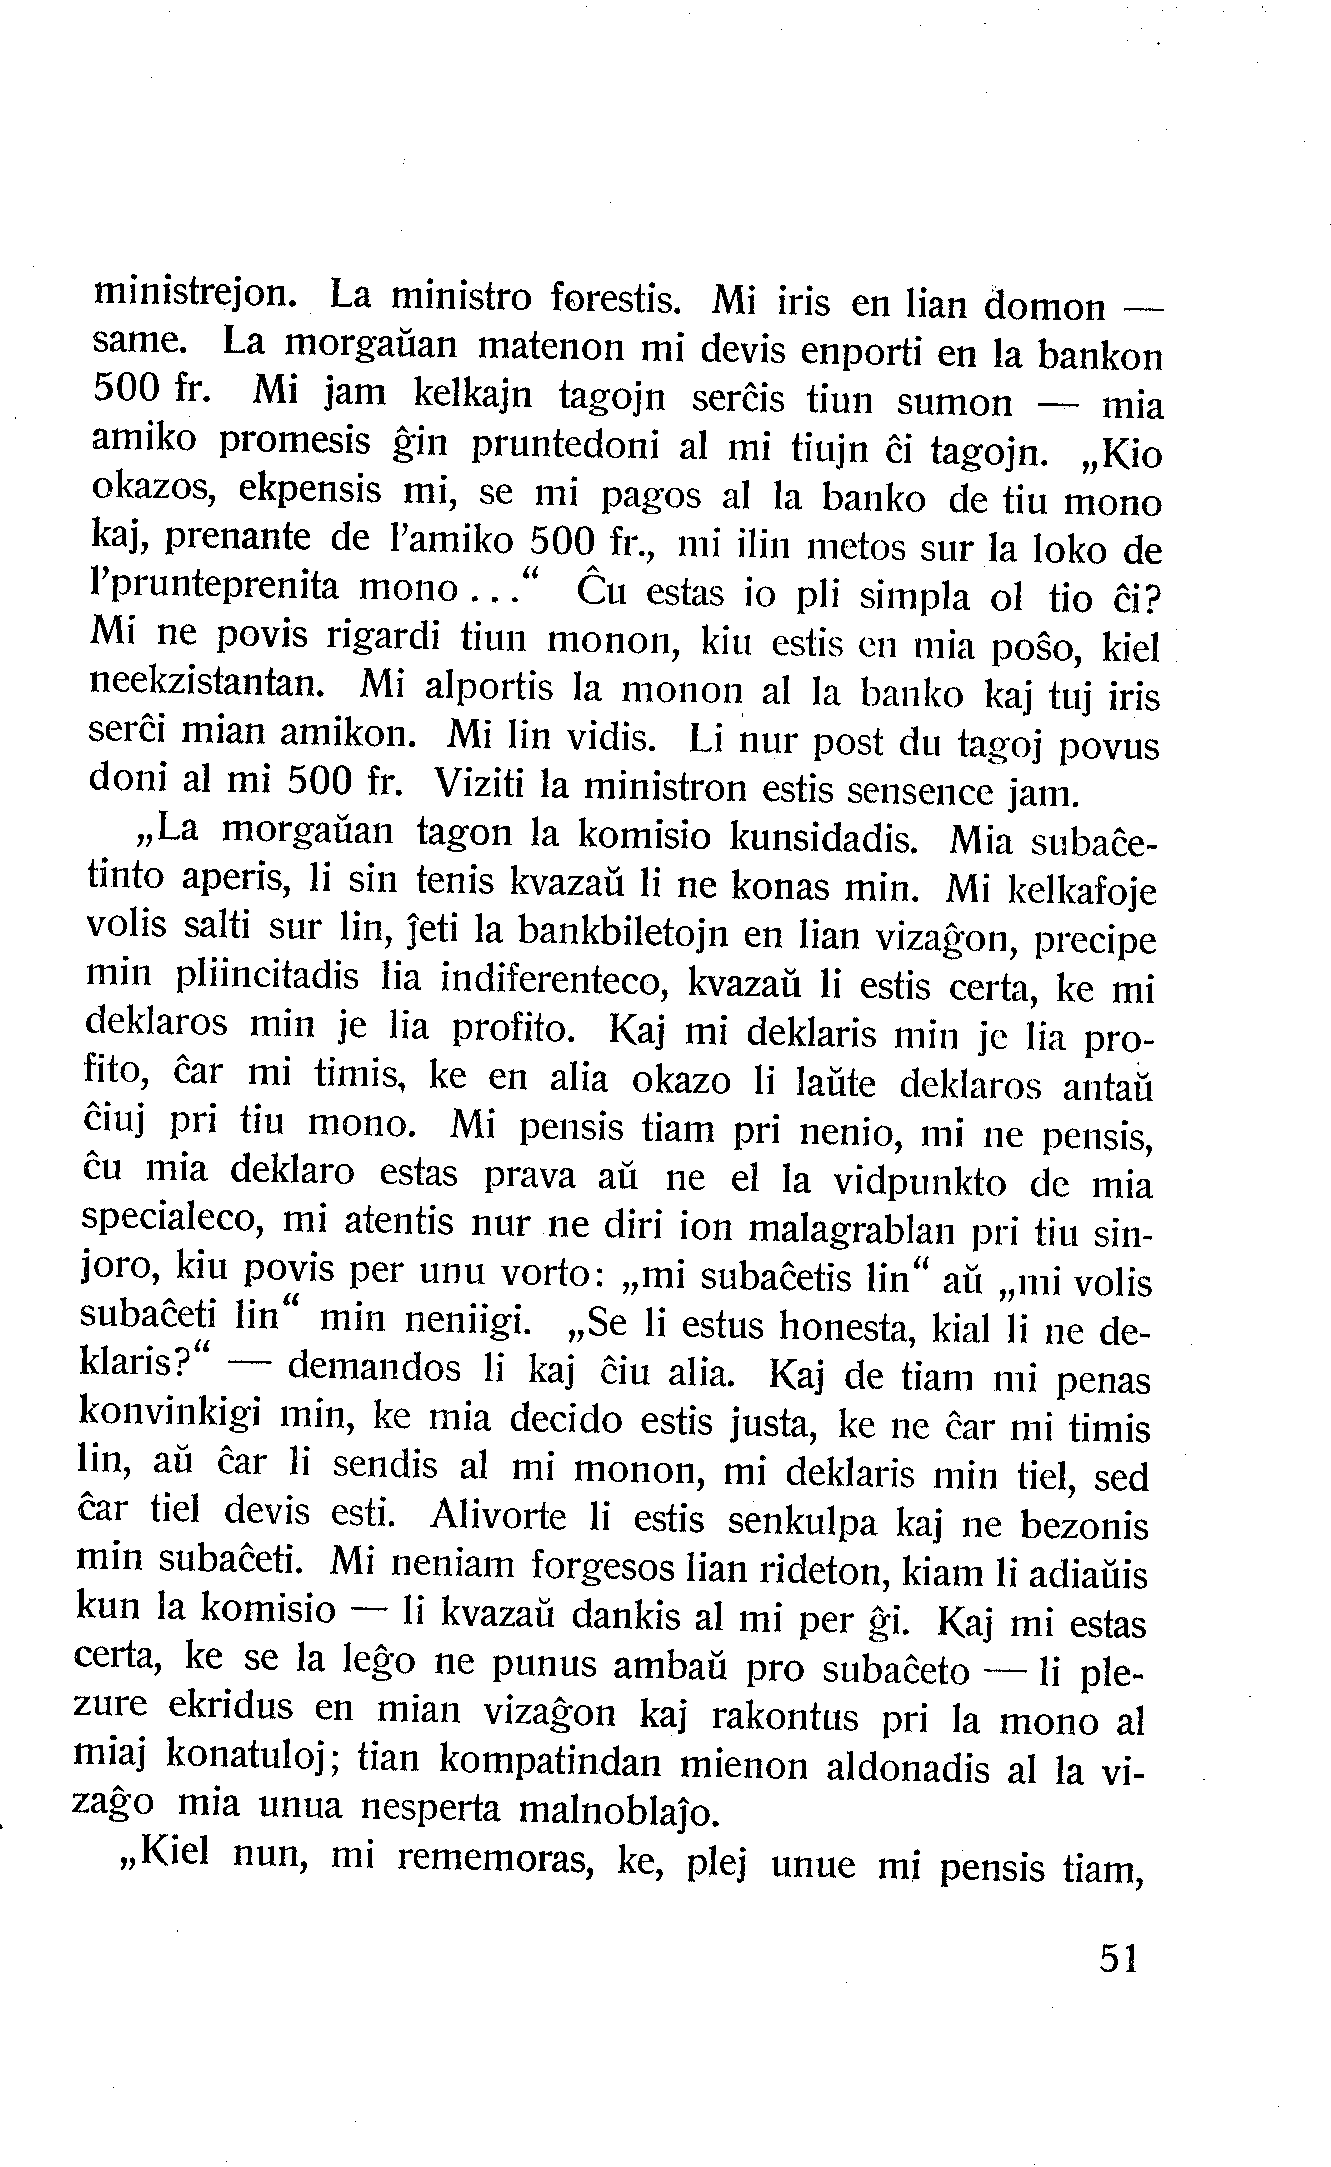 ministrejon. La ministro forestis. Mi iris en lian domon —
same. La morgaŭan matenon mi devis enporti en la bankon
500 fr. Mi jam kelkajn tagojn serĉis tiun sumon — mia
amiko promesis ĝin pruntedoni al mi tiujn ĉi tagojn. „Kio
okazos, ekpensis mi, se mi pagos al la banko de tiu mono
kaj, prenante de l’amiko 500 fr., mi ilin metos sur la loko de
l’prunteprenita mono . . .“ Ĉu estas io pli simpla ol tio ĉi?
Mi ne povis rigardi tiun monon, kiu estis en mia poŝo, kiel
neekzistantan. Mi alportis la monon al la banko kaj tuj iris
serĉi mian amikon. Mi lin vidis. Li nur post du tagoj povus
doni al mi 500 fr. Viziti la ministron estis sensence jam.
„La morgaŭan tagon la komisio kunsidadis. Mia subaĉe-
tinto aperis, li sin tenis kvazaŭ li ne konas min. Mi kelkafoje
volis salti sur lin, ĵeti la bankbiletojn en lian vizaĝon, precipe
min pliincitadis lia indiferenteco, kvazaŭ li estis certa, ke mi
deklaros min je lia profito. Kaj mi deklaris min je lia pro-
fito, ĉar mi timis, ke en alia okazo li laŭte deklaros antaŭ
ĉiuj pri tiu mono. Mi pensis tiam pri nenio, mi ne pensis,
ĉu mia deklaro estas prava aŭ ne el la vidpunkto de mia
specialeco, mi atentis nur ne diri ion malagrablan pri tiu sin-
joro, kiu povis per unu vorto: „mi subaĉetis lin“ aŭ „mi volis
subaĉeti lin“ min neniigi. „Se li estus honesta, kial li ne de-
klaris?“ — demandos li kaj ĉiu alia. Kaj de tiam mi penas
konvinkigi min, ke mia decido estis justa, ke ne ĉar mi timis
lin, aŭ ĉar li sendis al mi monon, mi deklaris min tiel, sed
ĉar tiel devis esti. Alivorte li estis senkulpa kaj ne bezonis
min subaĉeti. Mi neniam forgesos lian rideton, kiam li adiaŭis
kun la komisio — li kvazaŭ dankis al mi per ĝi. Kaj mi estas
certa, ke se la leĝo ne punus ambaŭ pro subaĉeto — li ple-
zure ekridus en mian vizaĝon kaj rakontus pri la mono al
miaj konatuloj; tian kompatindan mienon aldonadis al la vi-
zaĝo mia unua nesperta malnoblaĵo.
„Kiel nun, mi rememoras, ke, plej unue mi pensis tiam,
51